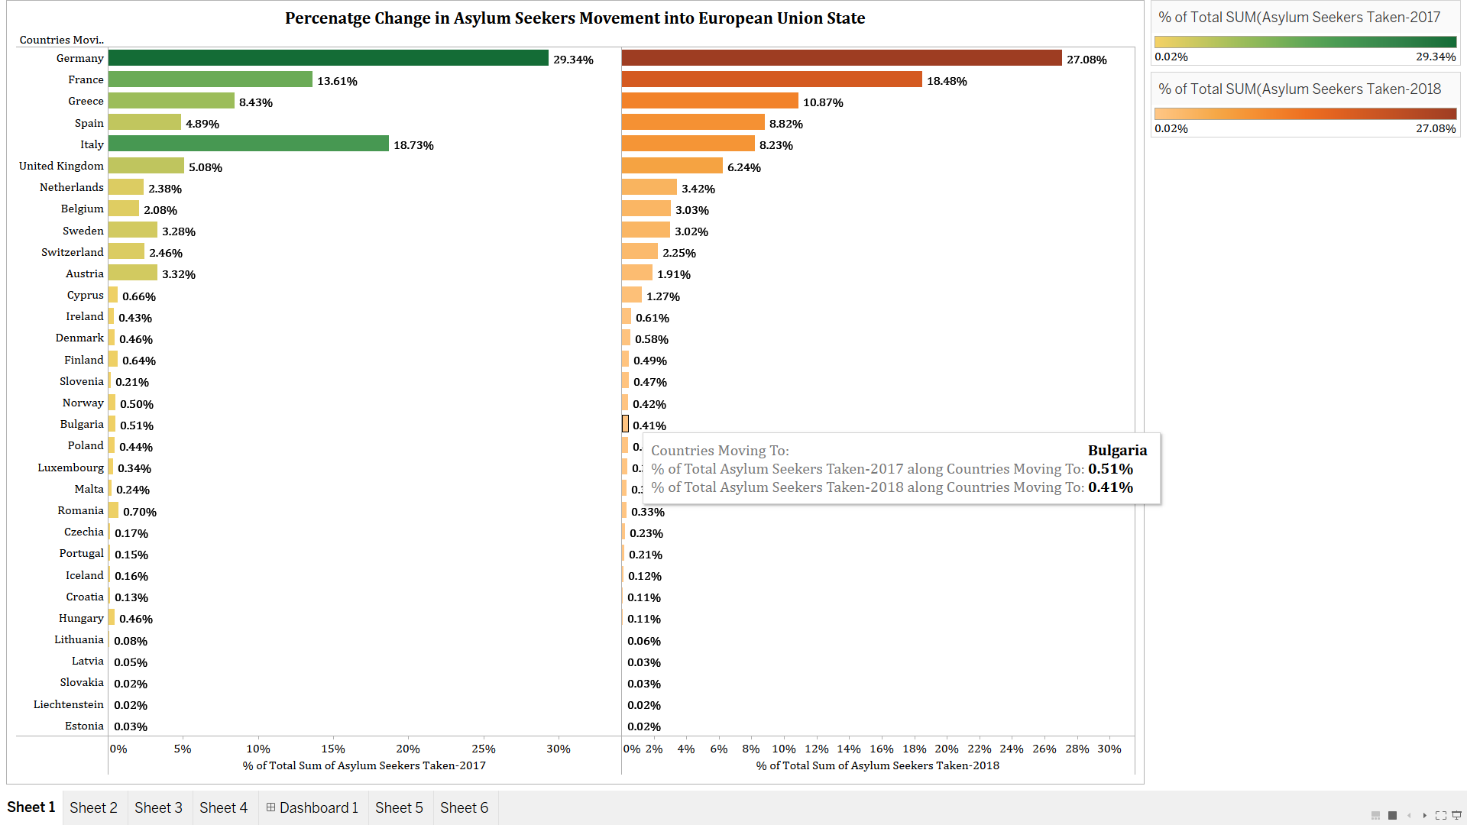 Percenatge Change in Asylum Seekers Movement into European Union State
Countries Movi..
Germany 29.34% 27.08%
France 13.61% 18.48%
Greece 8.43% 10.87%
Spain 4.89% 8.82%
Italy 18.73% 8.23%
United Kingdom 5.08% 6.24%
Netherlands 2.38% 3.42%
Belgium 2.08% 3.03%
Sweden 3.28% 3.02%
Switzerland 2.46% 2.25%
Austria 3.32% 1.91%
Cyprus 0.66% 1.27%
Ireland 0.43% 0.61%
Denmark 0.46% 0.58%
Finland 0.64% 0.49%
Slovenia 0.21% 0.47%
Norway 0.50% 0.42%
Bulgaria 0.51% 0.41%
Poland 0.44%
Luxembourg 0.34%
Malta 0.24%
Romania 0.70% 0.33%
Czechia 0.17% 0.23%
Portugal 0.15% 0.21%
Iceland 0.16% 0.12%
Croatia 0.13% 0.11%
Hungary 0.46% 0.11%
Lithuania 0.08% 0.06%
Latvia 0.05% 0.03%
Slovakia 0.02% 0.03%
Liechtenstein 0.02% 0.02%
Estonia 0.03% 0.02%
Countries Moving To: Bulgaria
% of Total Asylum Seekers Taken-2017 along Countries Moving To: 0.51%
% of Total Asylum Seekers Taken-2018 along Countries Moving To: 0.41%
0% 5% 10% 15% 20% 25% 30%
% of Total Sum of Asylum Seekers Taken-2017
0% 2% 4% 6% 8% 10% 12% 14% 16% 18% 20% 22% 24% 26% 28% 30%
% of Total Sum of Asylum Seekers Taken-2018
% of Total SUM(Asylum Seekers Taken-2017
0.02% 29.34%
% of Total SUM(Asylum Seekers Taken-2018
0.02% 27.08%
Sheet 1 Sheet 2 Sheet 3 Sheet 4 Dashboard 1 Sheet 5 Sheet 6